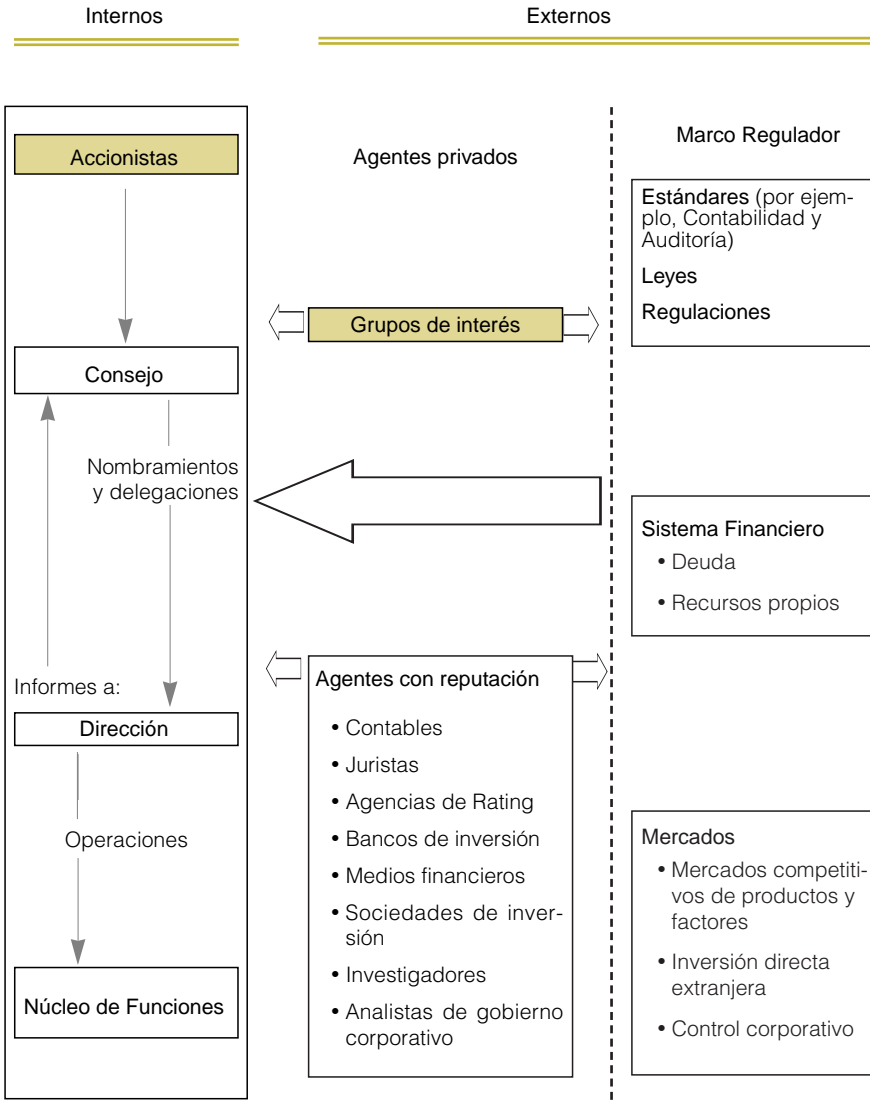 Internos
Externos
Accionistas
Consejo
Nombramientos
y delegaciones
Informes a:
Dirección
Operaciones
Núcleo de Funciones
Agentes privados
Grupos de interés
Agentes con reputación
• Contables
• Juristas
• Agencias de Rating
• Bancos de inversión
• Medios financieros
• Sociedades de inver-
sión
• Investigadores
• Analistas de gobierno
corporativo
Marco Regulador
Estándares (por ejem-
plo, Contabilidad y
Auditoría)
Leyes
Regulaciones
Sistema Financiero
• Deuda
• Recursos propios
Mercados
• Mercados competiti-
vos de productos y
factores
• Inversión directa
extranjera
• Control corporativo